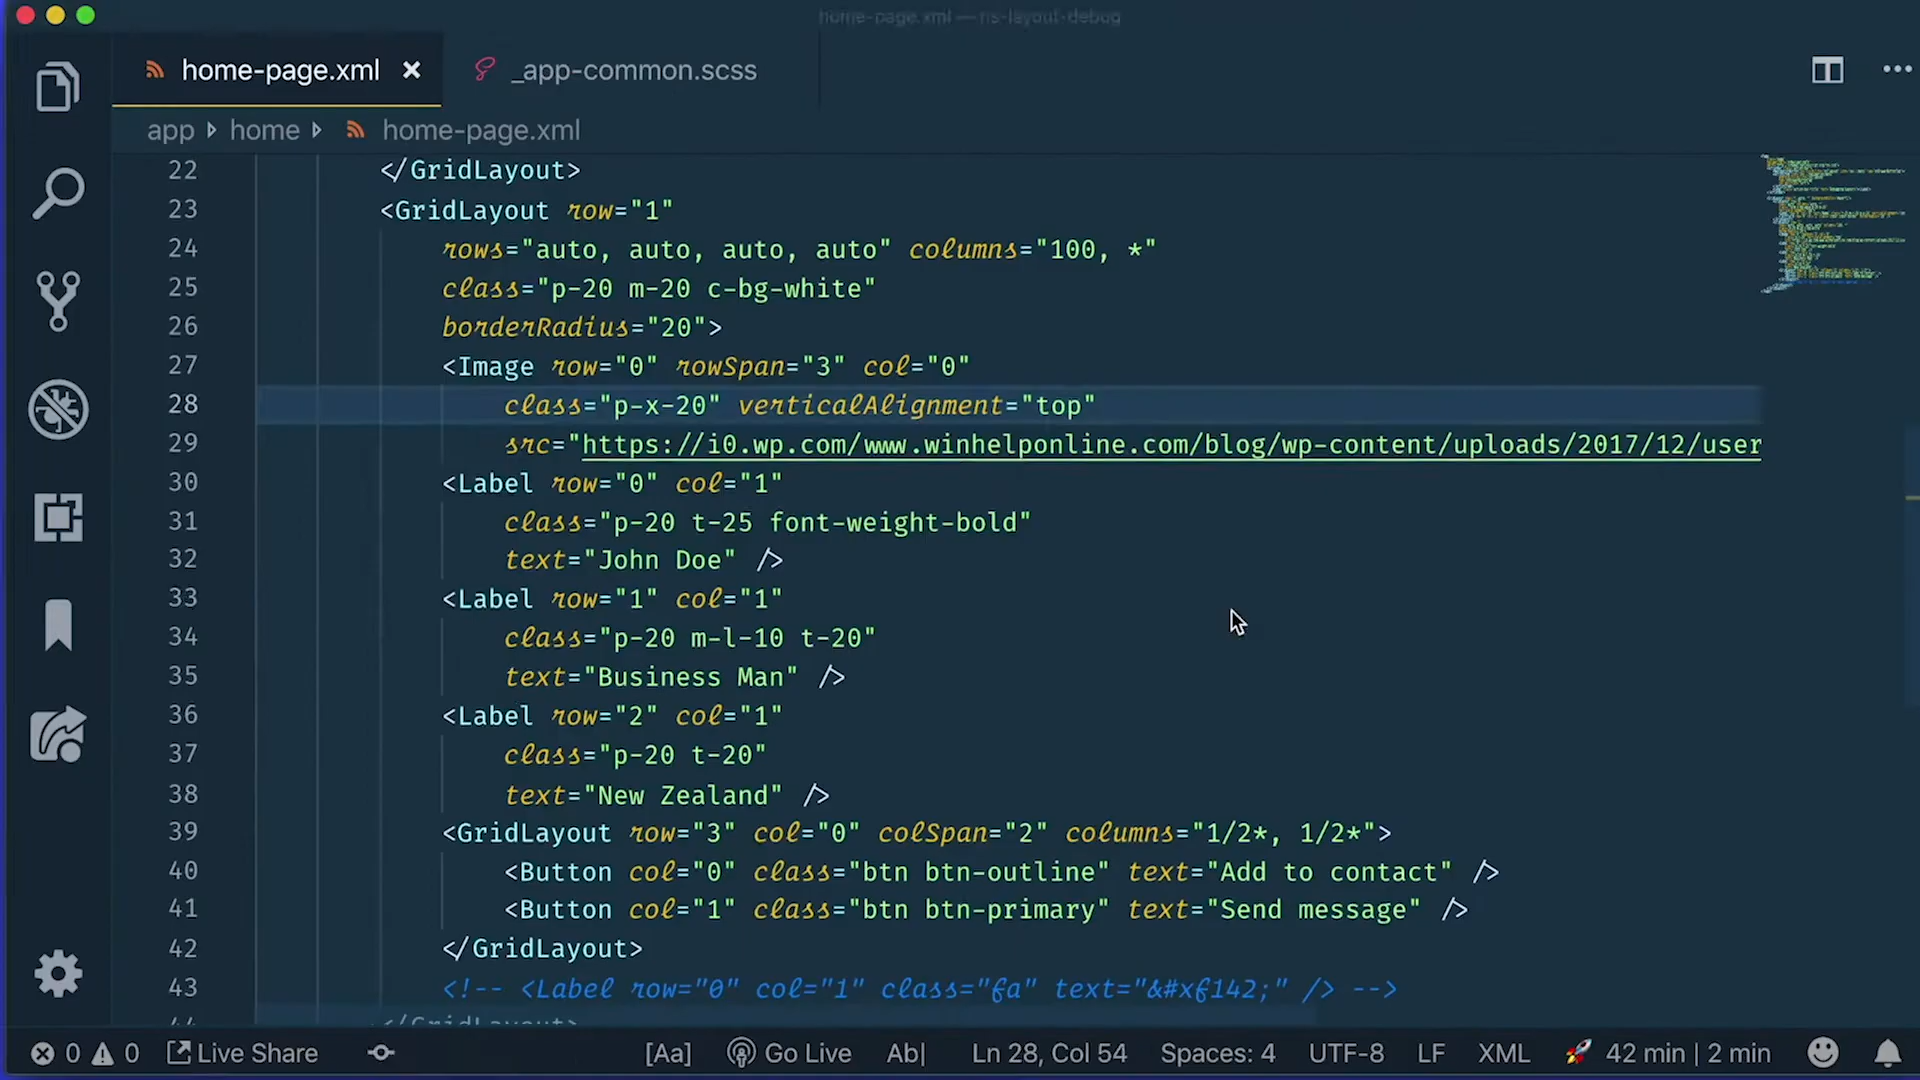 home-page.xml — ns-layout-debug
home-page.xml _app-common.scss
app home home-page.xml
22 </GridLayout>
23 <GridLayout row="1"
24 rows="auto, auto, auto, auto" columns="100, *"
25 class="p-20 m-20 c-bg-white"
26 borderRadius="20">
27 <Image row="0" rowSpan="3" col="0"
28 class="p-x-20" verticalAlignment="top"
29 src="https://i0.wp.com/www.winhelponline.com/blog/wp-content/uploads/2017/12/user
30 <Label row="0" col="1"
31 class="p-20 t-25 font-weight-bold"
32 text="John Doe" />
33 <Label row="1" col="1"
34 class="p-20 m-l-10 t-20"
35 text="Business Man" />
36 <Label row="2" col="1"
37 class="p-20 t-20"
38 text="New Zealand" />
39 <GridLayout row="3" col="0" colSpan="2" columns="1/2*, 1/2*">
40 <Button col="0" class="btn btn-outline" text="Add to contact" />
41 <Button col="1" class="btn btn-primary" text="Send message" />
42 </GridLayout>
43 <!-- <Label row="0" col="1" class="fa" text="&#xf142;" /> -->
44 </GridLayout>
0 0 Live Share [Aa] Go Live Ab| Ln 28, Col 54 Spaces: 4 UTF-8 LF XML 42 min | 2 min